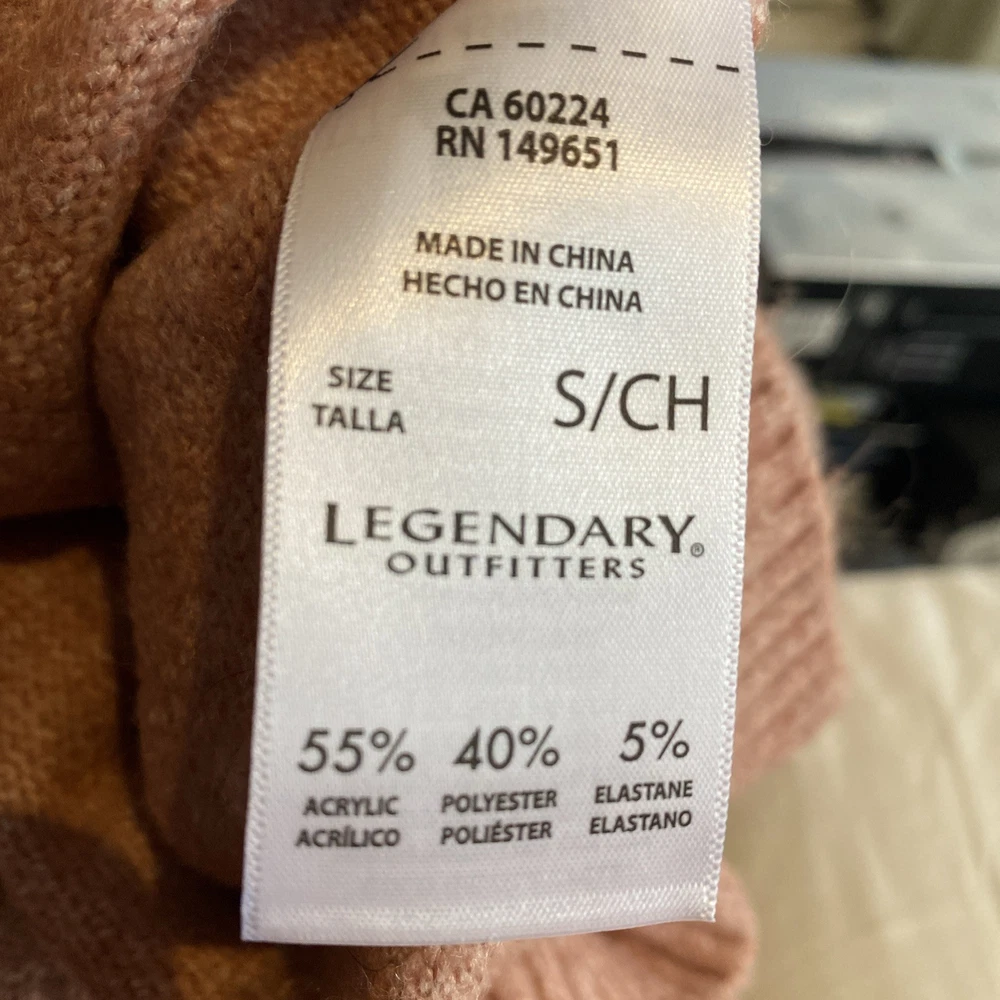 CA 60224
RN 149651
MADE IN CHINA
HECHO EN CHINA
SIZE
TALLA
S/CH
LEGENDARY®
OUTFITTERS
55% 40% 5%
ACRYLIC POLYESTER ELASTANE
ACRÍLICO POLIÉSTER ELASTANO